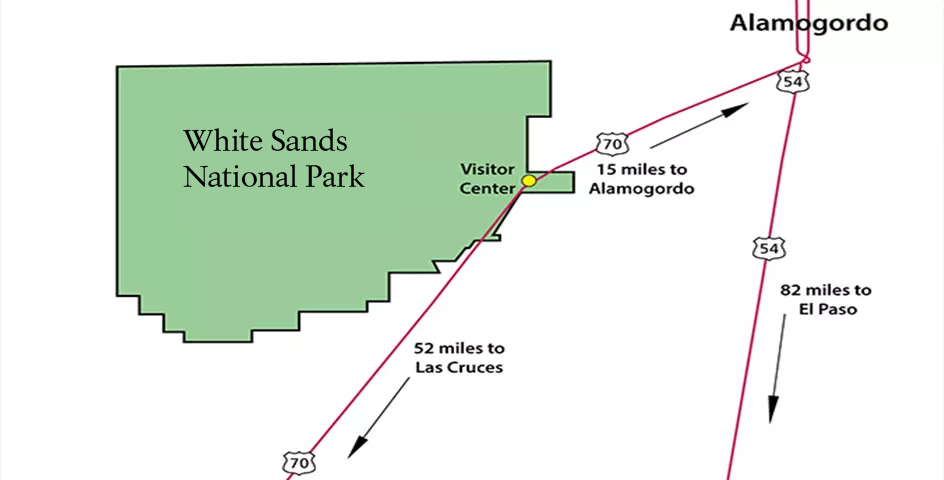 Alamogordo
54
White Sands
National Park
70
Visitor
Center
15 miles to
Alamogordo
54
82 miles to
El Paso
52 miles to
Las Cruces
70